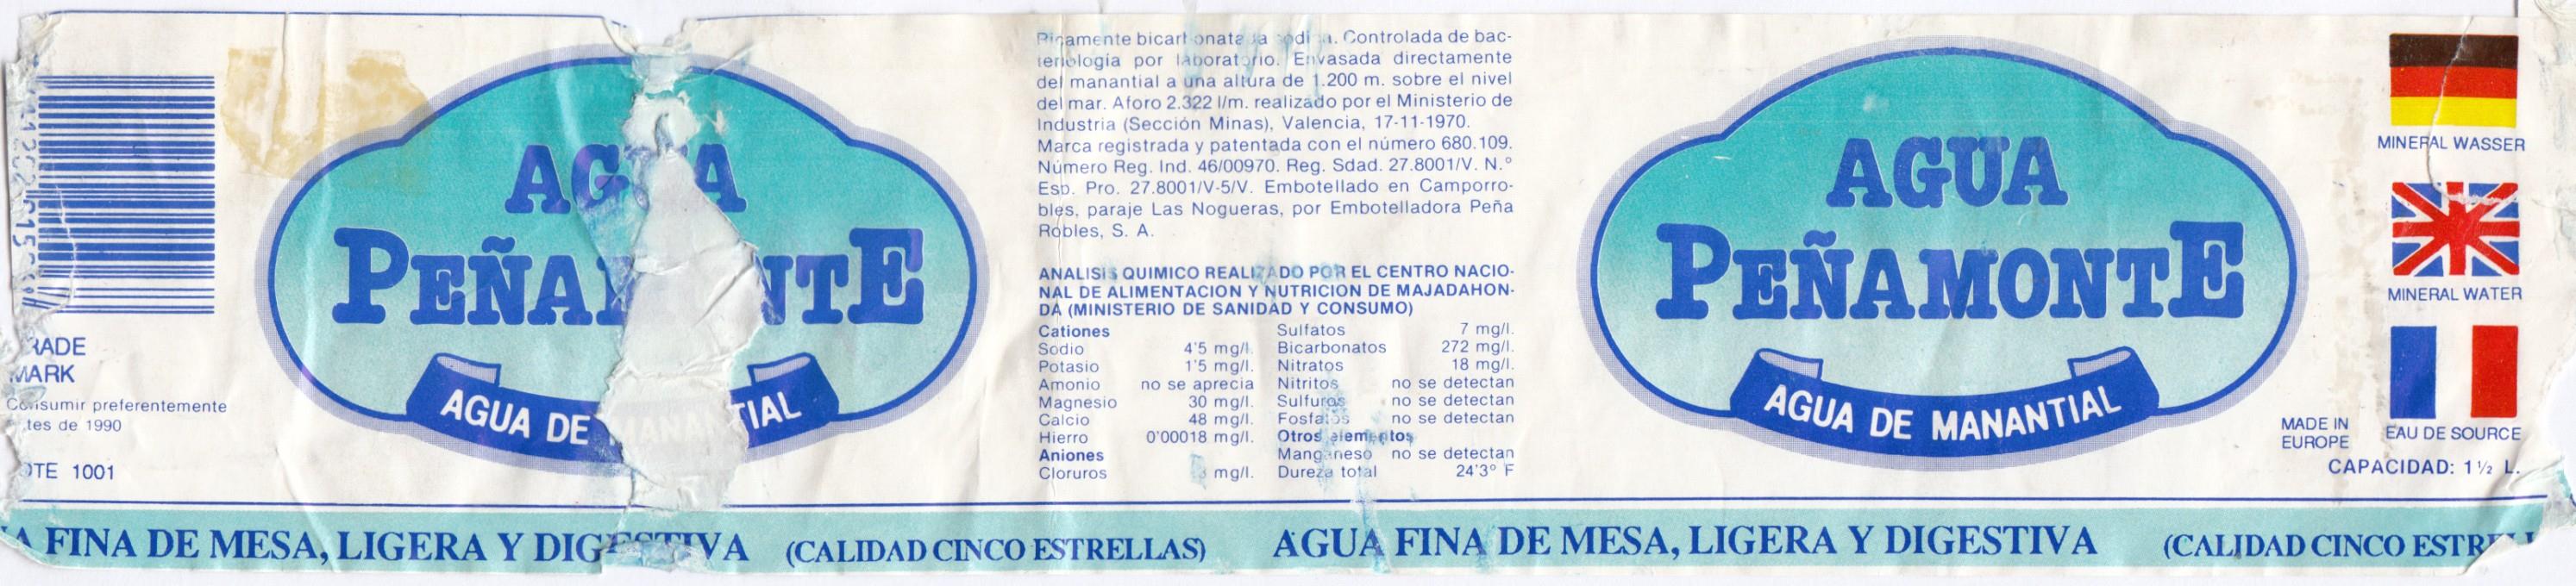 RADE
MARK
Consumir preferentemente
tes de 1990
OTE 1001
AGUA
PEÑAMONTE
AGUA DE MANANTIAL
Ricamente bicarbonatada sódica. Controlada de bac-
teriología por laboratorio. Envasada directamente
del manantial a una altura de 1.200 m. sobre el nivel
del mar. Aforo 2.322 l/m. realizado por el Ministerio de
Industria (Sección Minas), Valencia, 17-11-1970.
Marca registrada y patentada con el número 680.109.
Número Reg. Ind. 46/00970. Reg. Sdad. 27.8001/V. N.º
Esb. Pro. 27.8001/V-5/V. Embotellado en Camporro-
bles, paraje Las Nogueras, por Embotelladora Peña
Robles, S. A.
ANALISIS QUIMICO REALIZADO POR EL CENTRO NACIO-
NAL DE ALIMENTACION Y NUTRICION DE MAJADAHON-
DA (MINISTERIO DE SANIDAD Y CONSUMO)
Cationes
Sodio 4'5 mg/l.
Potasio 1'5 mg/l.
Amonio no se aprecia
Magnesio 30 mg/l.
Calcio 48 mg/l.
Hierro 0'00018 mg/l.
Aniones
Cloruros mg/l.
Sulfatos 7 mg/l.
Bicarbonatos 272 mg/l.
Nitratos 18 mg/l.
Nitritos no se detectan
Sulfuros no se detectan
Fosfatos no se detectan
Otros elementos
Manganeso no se detectan
Dureza total 24'3º F
AGUA
PEÑAMONTE
AGUA DE MANANTIAL
MINERAL WASSER
MINERAL WATER
EAU DE SOURCE
MADE IN
EUROPE
CAPACIDAD: 1 ½ L.
A FINA DE MESA, LIGERA Y DIGESTIVA (CALIDAD CINCO ESTRELLAS) AGUA FINA DE MESA, LIGERA Y DIGESTIVA (CALIDAD CINCO ESTRELL